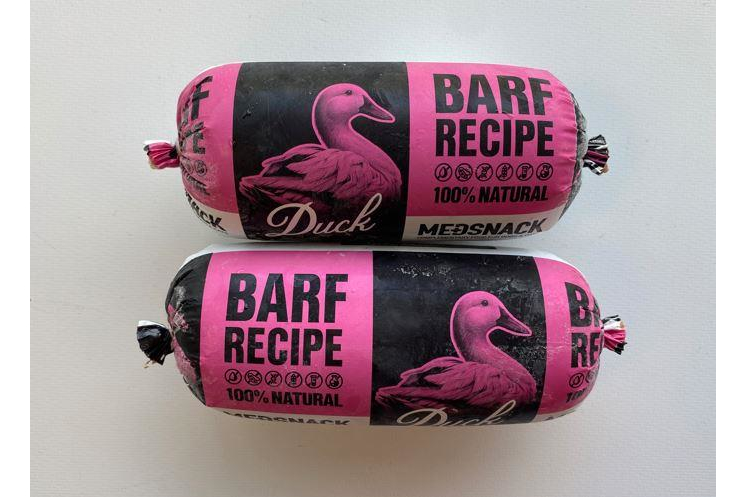 BARF
RECIPE
100% NATURAL
Duck
MEDSNACK
BARF
RECIPE
100% NATURAL
Duck
MEDSNACK